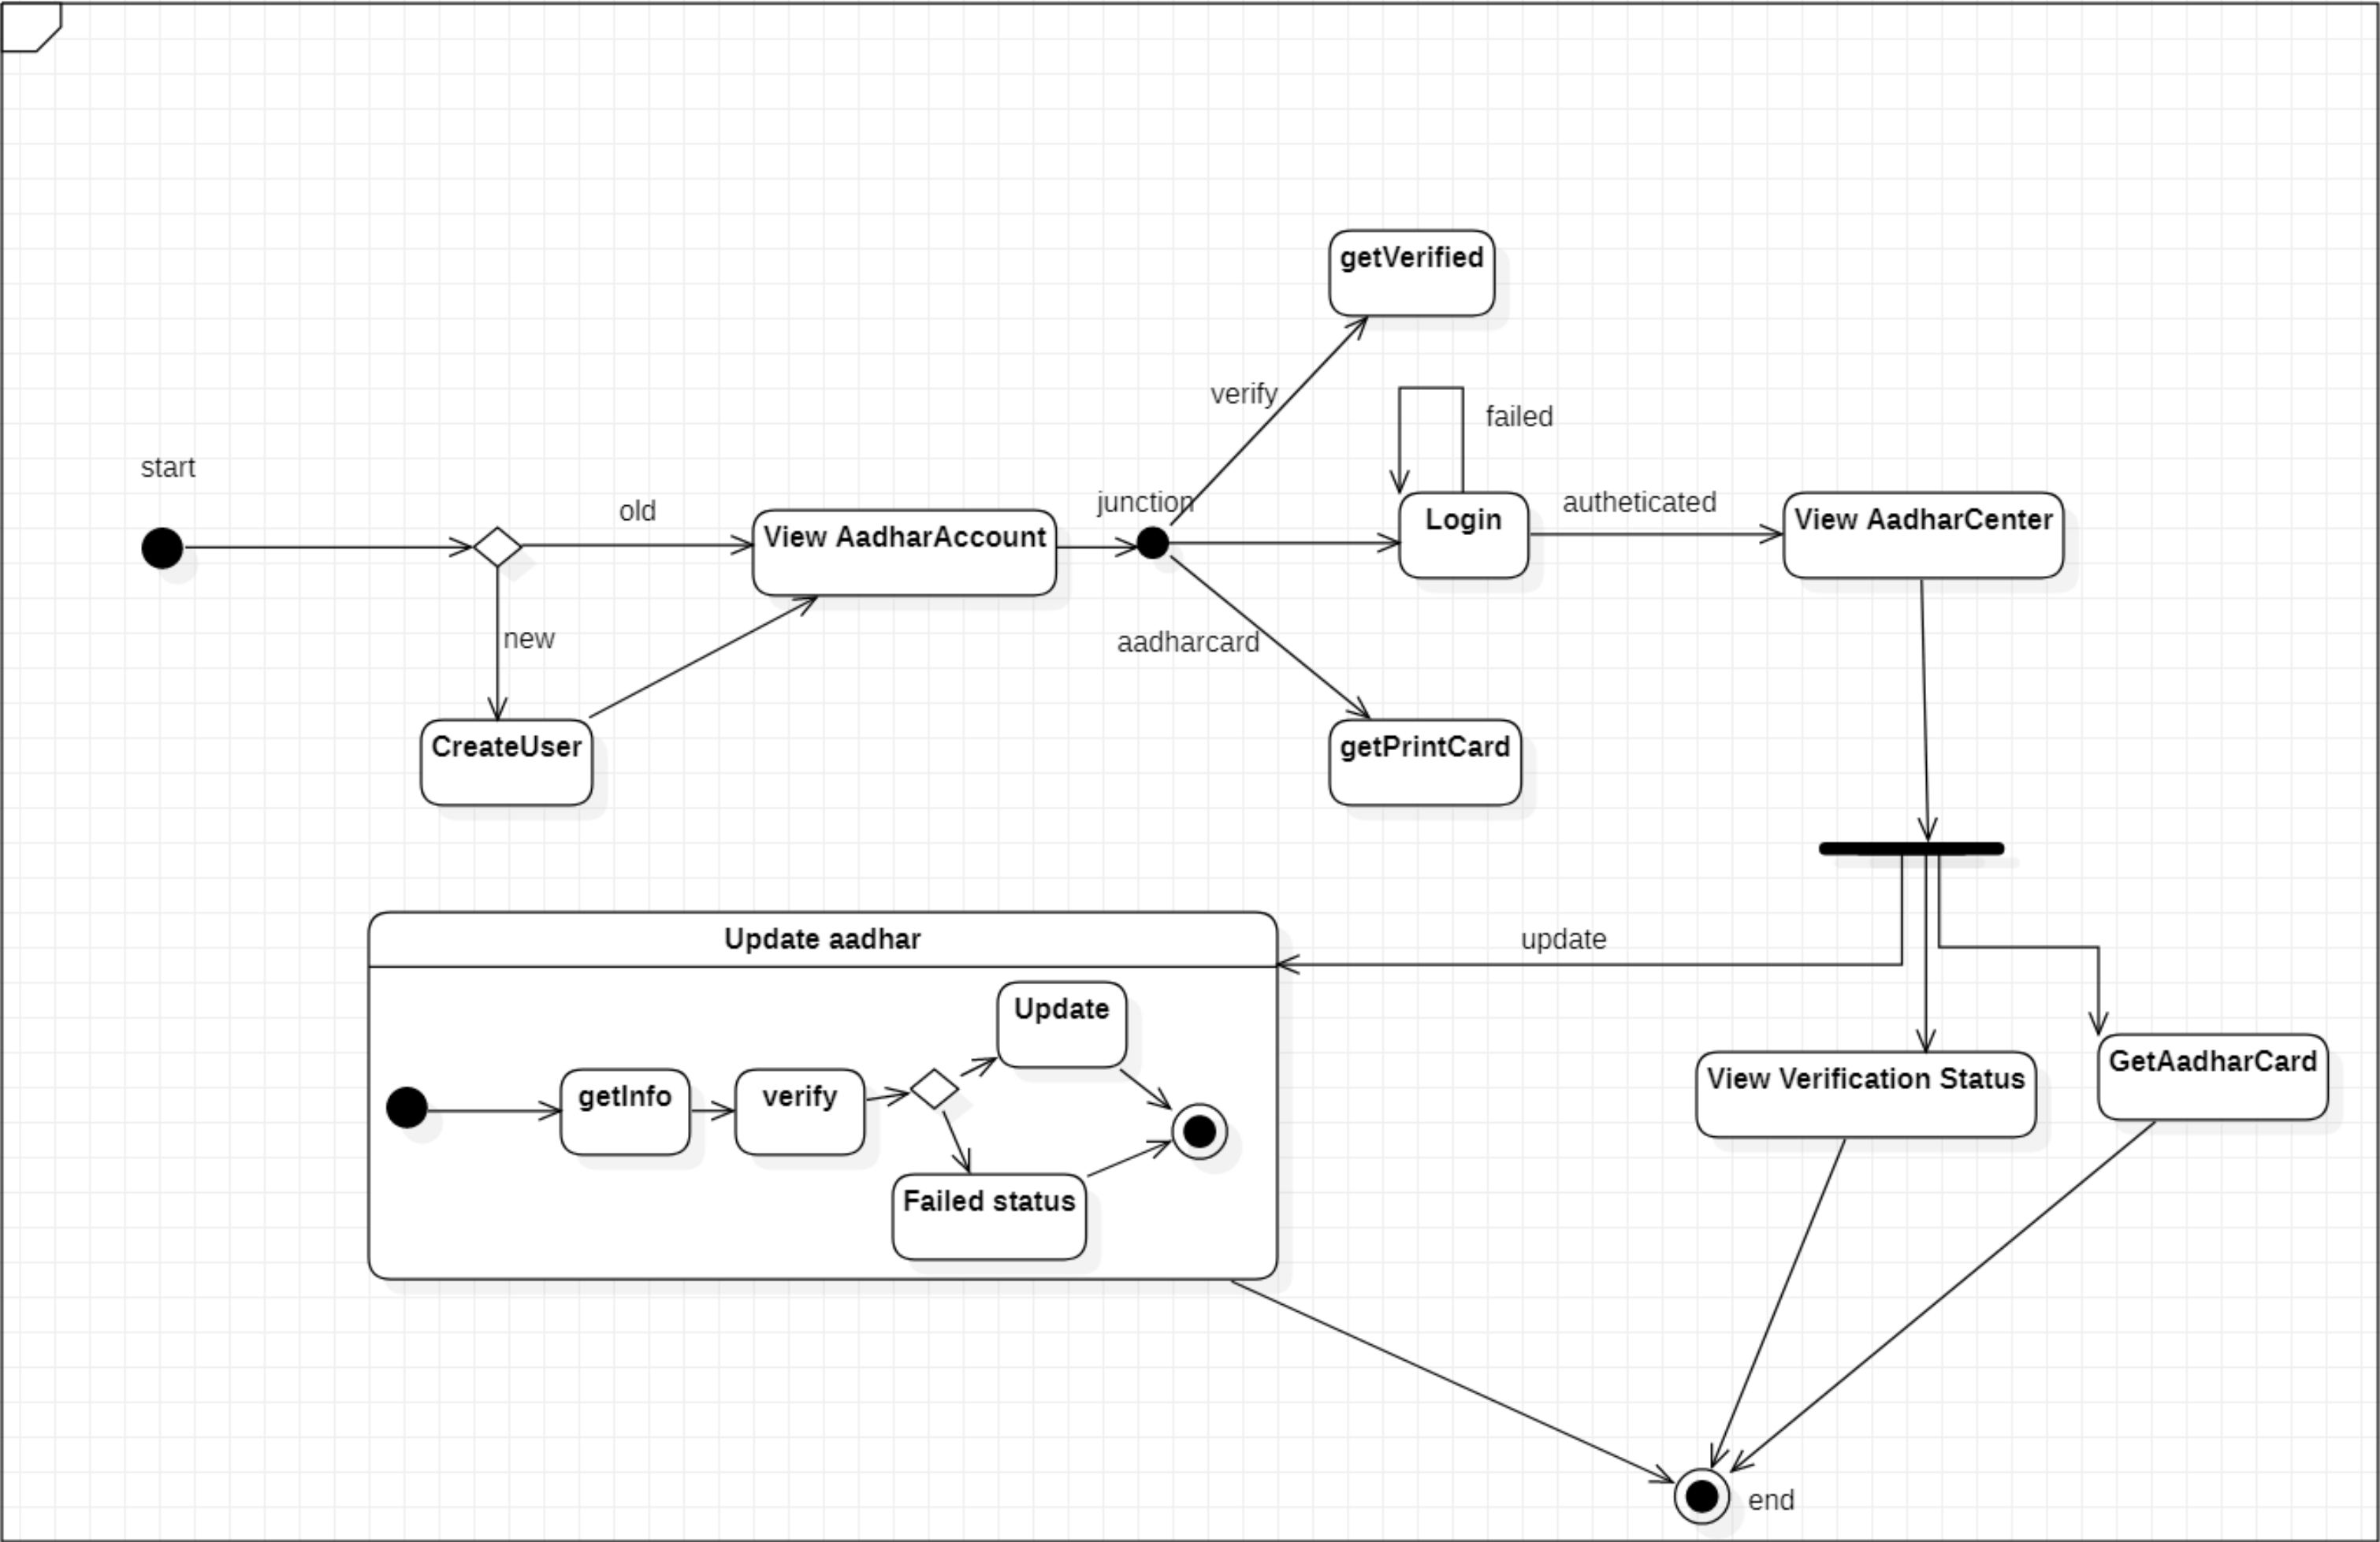 getVerified
verify
failed
start
old
junction
autheticated
View AadharAccount
Login
View AadharCenter
new
aadharcard
CreateUser
getPrintCard
Update aadhar
update
Update
getInfo
verify
View Verification Status
GetAadharCard
Failed status
end